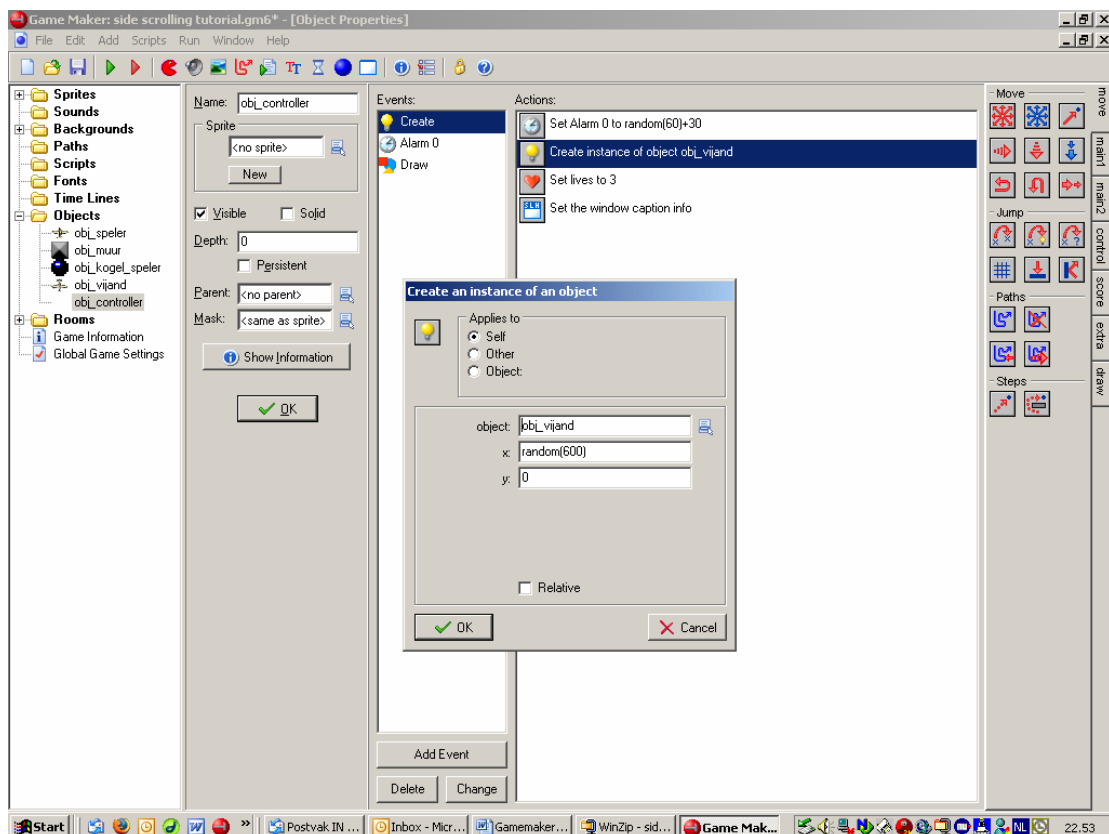 Game Maker: side scrolling tutorial.gm6* - [Object Properties]
File Edit Add Scripts Run Window Help
Sprites
Sounds
Backgrounds
Paths
Scripts
Fonts
Time Lines
Objects
obj_speler
obj_muur
obj_kogel_speler
obj_vijand
obj_controller
Rooms
Game Information
Global Game Settings
Name: obj_controller
Sprite
<no sprite>
New
Visible Solid
Depth: 0
Persistent
Parent: <no parent>
Mask: <same as sprite>
Show Information
OK
Events:
Create
Alarm 0
Draw
Add Event
Delete Change
Actions:
Set Alarm 0 to random(60)+30
Create instance of object obj_vijand
Set lives to 3
Set the window caption info
Create an instance of an object
Applies to
Self
Other
Object:
object: obj_vijand
x: random(600)
y: 0
Relative
OK Cancel
Move
Jump
Paths
Steps
move
main1
main2
control
score
extra
draw
Start » Postvak IN ... Inbox - Micr... Gamemaker... WinZip - sid... Game Mak... NL 22.53